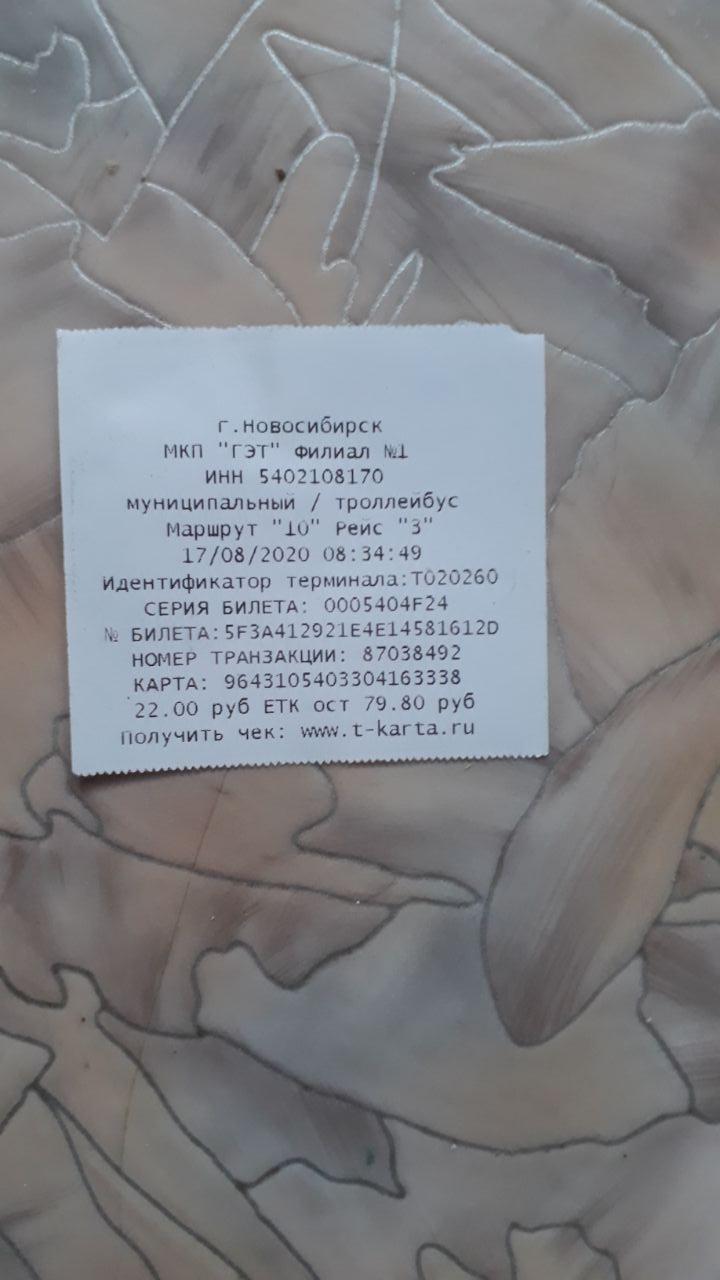 г.Новосибирск
МКП "ГЭТ" Филиал №1
ИНН 5402108170
муниципальный / троллейбус
Маршрут "10" Рейс "3"
17/08/2020 08:34:49
Идентификатор терминала:Т020260
СЕРИЯ БИЛЕТА: 0005404F24
№ БИЛЕТА:5F3A412921E4E14581612D
НОМЕР ТРАНЗАКЦИИ: 87038492
КАРТА: 9643105403304163338
22.00 руб ЕТК ост 79.80 руб
Получить чек: www.t-karta.ru